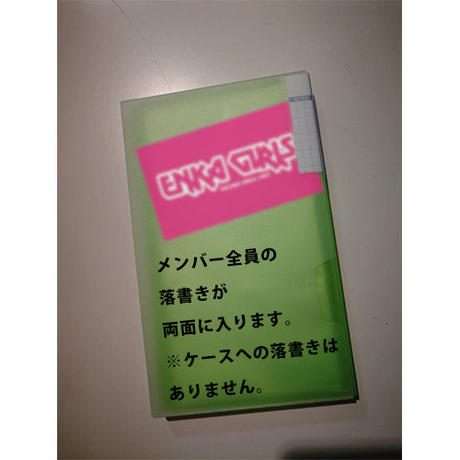 ENKA GIRLS
メンバー全員の
落書きが
両面に入ります。
※ケースへの落書きは
ありません。